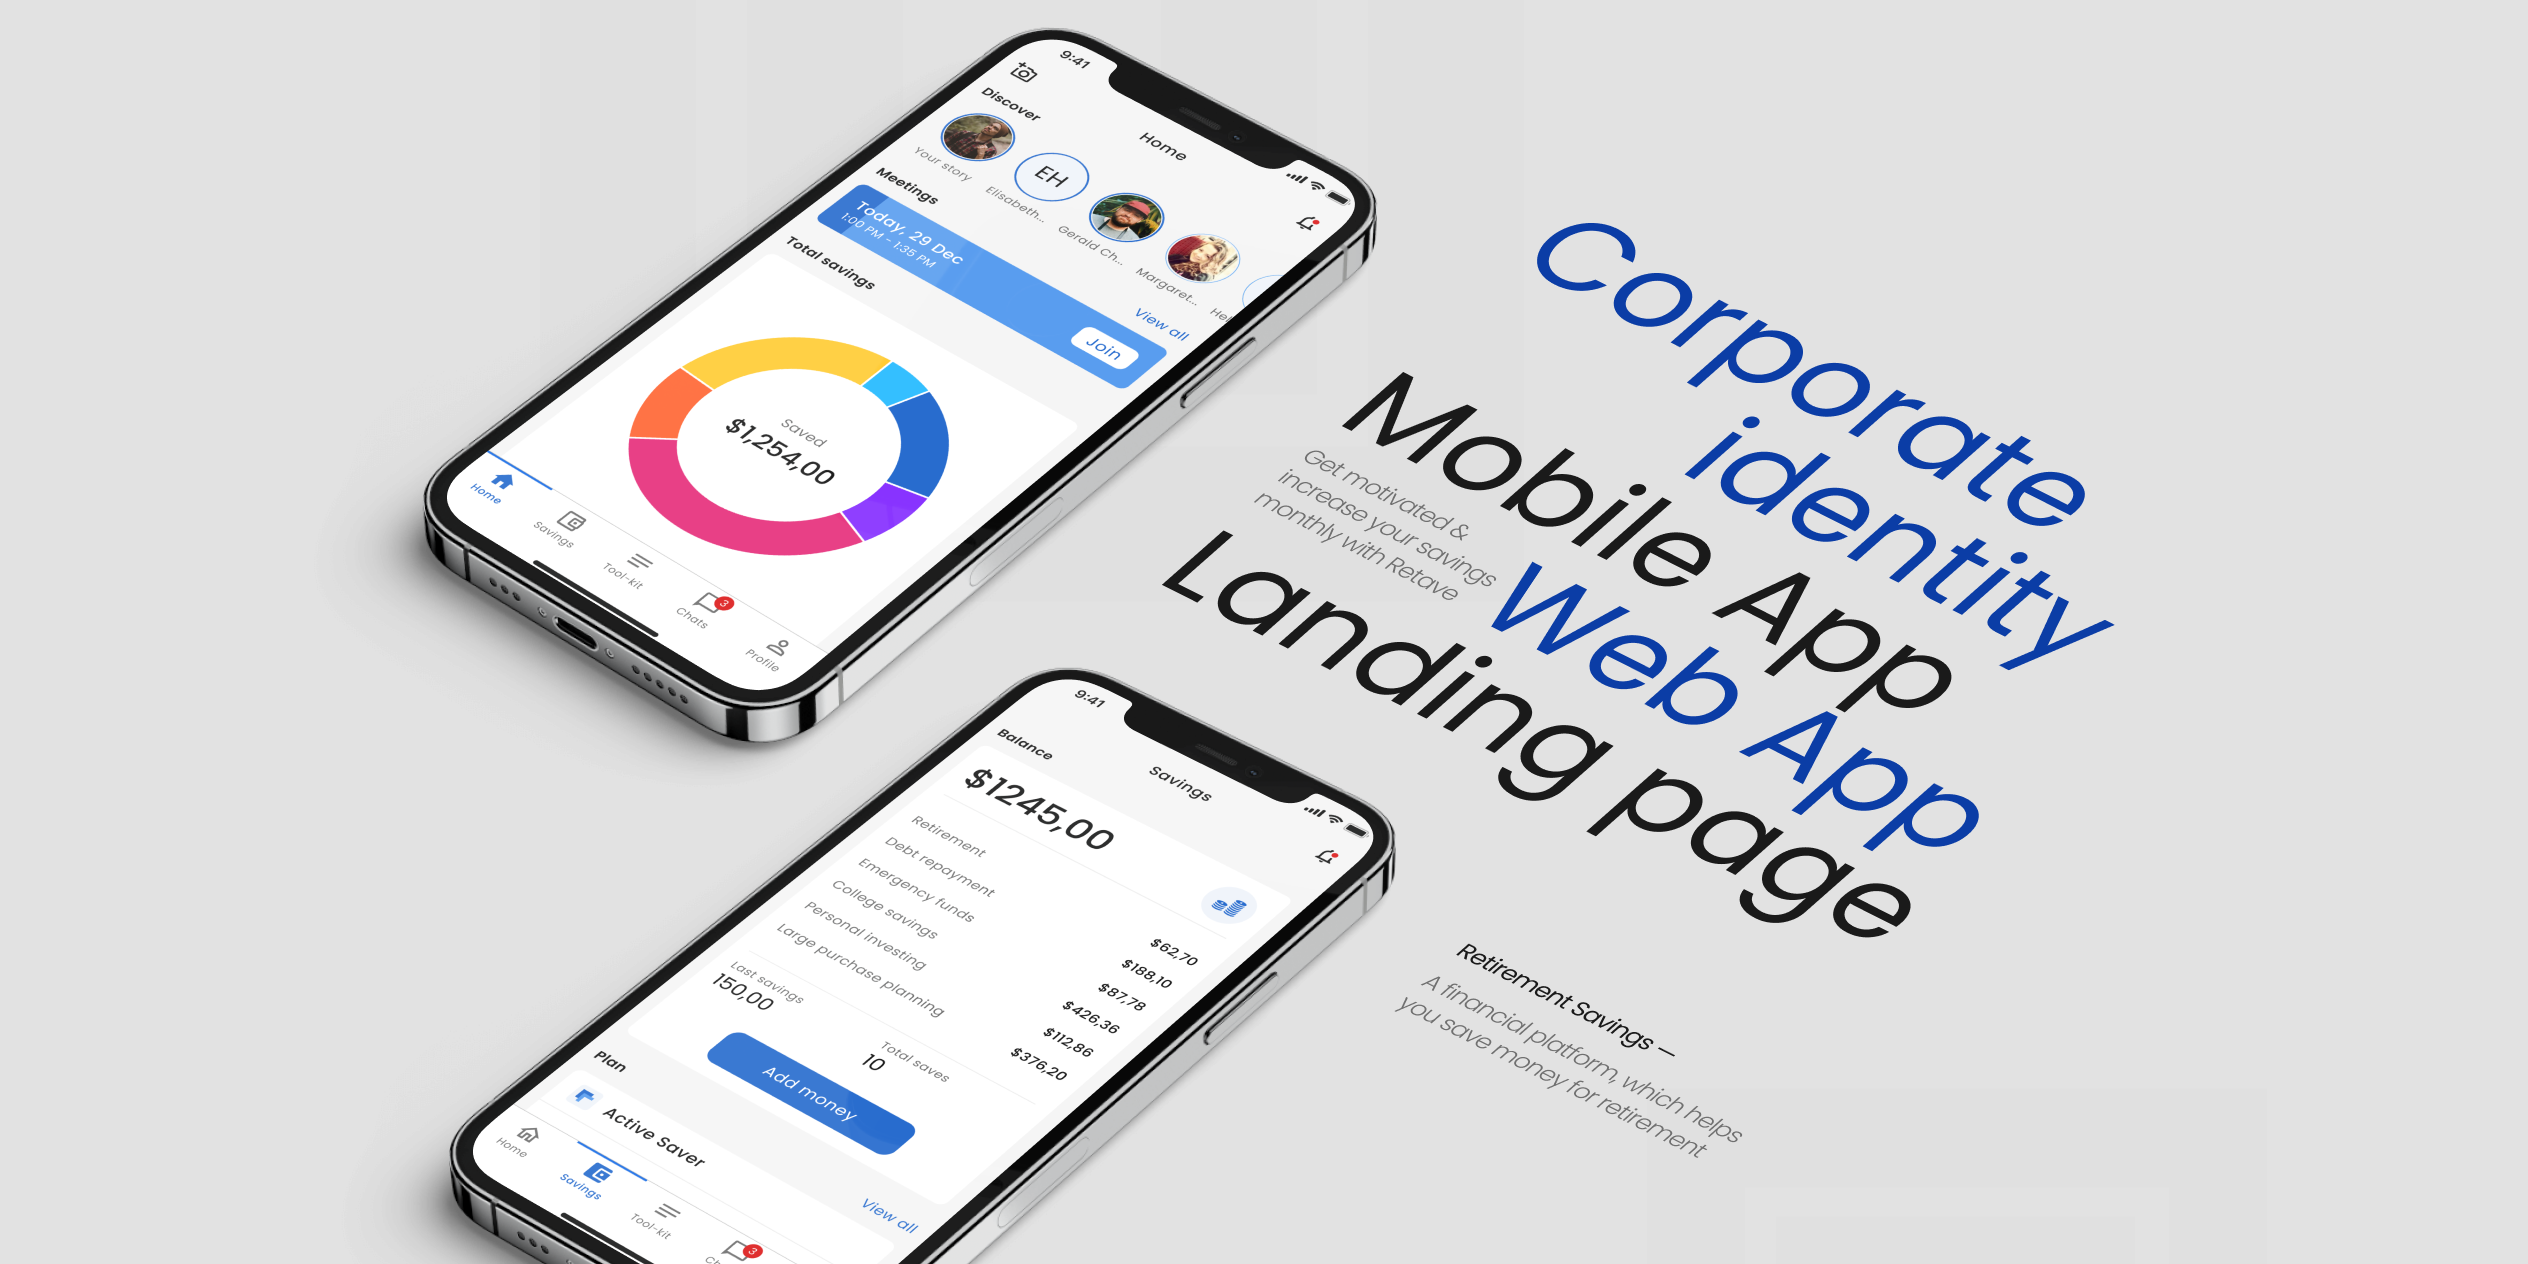 9:41
Home
Discover
Your story
EH
Elisabeth...
Gerald Ch...
Margaret...
Meetings
View all
Today, 29 Dec
1:00 PM - 1:35 PM
Join
Total savings
Saved
$1,254,00
Home
Savings
Tool-kit
Chats
3
Profile
9:41
Savings
Balance
$1245,00
Retirement
$62,70
Debt repayment
$188,10
Emergency funds
$87,78
College savings
$426,36
Personal investing
$112,86
Large purchase planning
$376,20
Last savings
150,00
Total saves
10
Add money
Plan
View all
Active Saver
Home
Savings
Tool-kit
3
Corporate
identity
Mobile App
Get motivated &
increase your savings
monthly with Retave
Web App
Landing page
Retirement Savings —
A financial platform, which helps
you save money for retirement